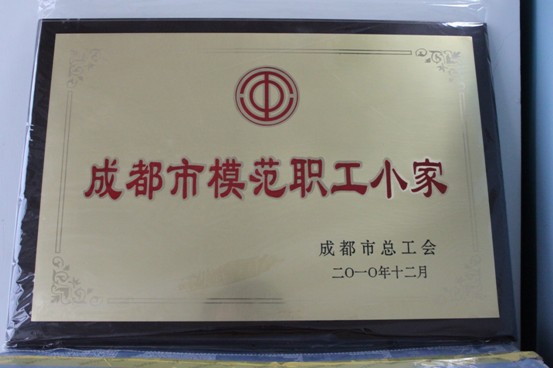 成都市模范职工小家
成都市总工会
二〇一〇年十二月